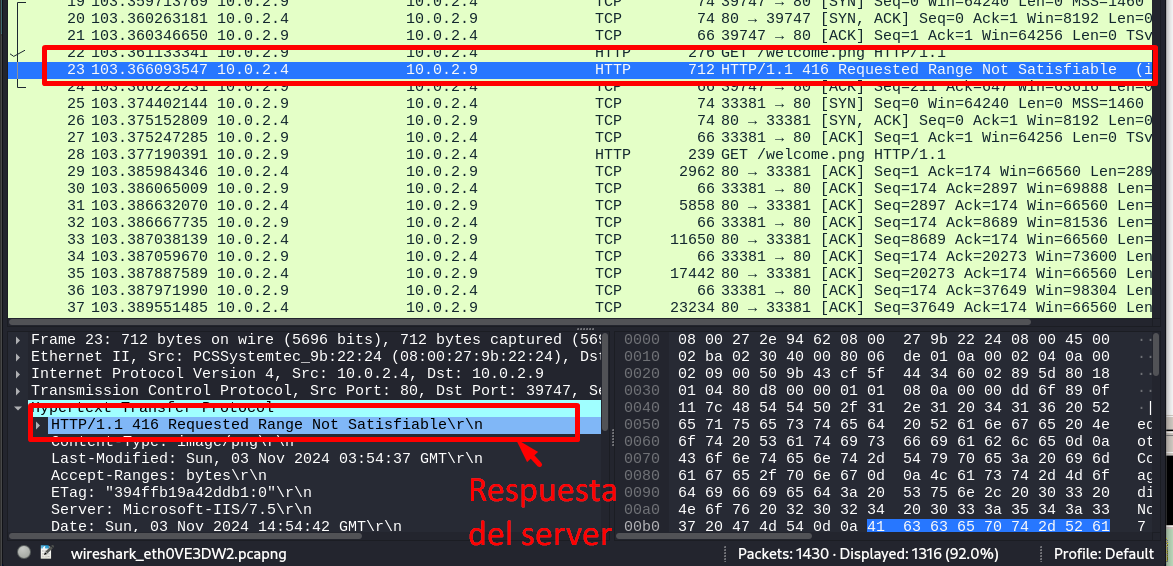 19 103.359713769 10.0.2.9 10.0.2.4 TCP 74 39747 → 80 [SYN] Seq=0 Win=64240 Len=0 MSS=1460
20 103.360263181 10.0.2.4 10.0.2.9 TCP 74 80 → 39747 [SYN, ACK] Seq=0 Ack=1 Win=8192 Len=0
21 103.360346650 10.0.2.9 10.0.2.4 TCP 66 39747 → 80 [ACK] Seq=1 Ack=1 Win=64256 Len=0 TSv
22 103.361133341 10.0.2.9 10.0.2.4 HTTP 276 GET /welcome.png HTTP/1.1
23 103.366093547 10.0.2.4 10.0.2.9 HTTP 712 HTTP/1.1 416 Requested Range Not Satisfiable (i
24 103.366225231 10.0.2.9 10.0.2.4 TCP 66 39747 → 80 [ACK] Seq=211 Ack=647 Win=63616 Len
25 103.374402144 10.0.2.9 10.0.2.4 TCP 74 33381 → 80 [SYN] Seq=0 Win=64240 Len=0 MSS=1460
26 103.375152809 10.0.2.4 10.0.2.9 TCP 74 80 → 33381 [SYN, ACK] Seq=0 Ack=1 Win=8192 Len=0
27 103.375247285 10.0.2.9 10.0.2.4 TCP 66 33381 → 80 [ACK] Seq=1 Ack=1 Win=64256 Len=0 TSv
28 103.377190391 10.0.2.9 10.0.2.4 HTTP 239 GET /welcome.png HTTP/1.1
29 103.385984346 10.0.2.4 10.0.2.9 TCP 2962 80 → 33381 [ACK] Seq=1 Ack=174 Win=66560 Len=289
30 103.386065009 10.0.2.9 10.0.2.4 TCP 66 33381 → 80 [ACK] Seq=174 Ack=2897 Win=69888 Len=
31 103.386632070 10.0.2.4 10.0.2.9 TCP 5858 80 → 33381 [ACK] Seq=2897 Ack=174 Win=66560 Len=
32 103.386667735 10.0.2.9 10.0.2.4 TCP 66 33381 → 80 [ACK] Seq=174 Ack=8689 Win=81536 Len=
33 103.387038139 10.0.2.4 10.0.2.9 TCP 11650 80 → 33381 [ACK] Seq=8689 Ack=174 Win=66560 Len=
34 103.387059670 10.0.2.9 10.0.2.4 TCP 66 33381 → 80 [ACK] Seq=174 Ack=20273 Win=73600 Len
35 103.387887589 10.0.2.4 10.0.2.9 TCP 17442 80 → 33381 [ACK] Seq=20273 Ack=174 Win=66560 Len
36 103.387971990 10.0.2.9 10.0.2.4 TCP 66 33381 → 80 [ACK] Seq=174 Ack=37649 Win=98304 Len
37 103.389551485 10.0.2.4 10.0.2.9 TCP 23234 80 → 33381 [ACK] Seq=37649 Ack=174 Win=66560 Len
Frame 23: 712 bytes on wire (5696 bits), 712 bytes captured (569
Ethernet II, Src: PCSSystemtec_9b:22:24 (08:00:27:9b:22:24), Dst
Internet Protocol Version 4, Src: 10.0.2.4, Dst: 10.0.2.9
Transmission Control Protocol, Src Port: 80, Dst Port: 39747, Se
Hypertext Transfer Protocol
HTTP/1.1 416 Requested Range Not Satisfiable\r\n
Content-Type: image/png\r\n
Last-Modified: Sun, 03 Nov 2024 03:54:37 GMT\r\n
Accept-Ranges: bytes\r\n
ETag: "394ffb19a42ddb1:0"\r\n
Server: Microsoft-IIS/7.5\r\n
Date: Sun, 03 Nov 2024 14:54:42 GMT\r\n
Respuesta
del server
0000 08 00 27 2e 94 62 08 00 27 9b 22 24 08 00 45 00 ··
0010 02 ba 02 30 40 00 80 06 de 01 0a 00 02 04 0a 00 ··
0020 02 09 00 50 9b 43 cf 5f 44 34 60 02 89 5d 80 18 ··
0030 01 04 80 d8 00 00 01 01 08 0a 00 00 dd 6f 89 0f ··
0040 11 7c 48 54 54 50 2f 31 2e 31 20 34 31 36 20 52 ·|
0050 65 71 75 65 73 74 65 64 20 52 61 6e 67 65 20 4e ec
0060 6f 74 20 53 61 74 69 73 66 69 61 62 6c 65 0d 0a ot
0070 43 6f 6e 74 65 6e 74 2d 54 79 70 65 3a 20 69 6d Co
0080 61 67 65 2f 70 6e 67 0d 0a 4c 61 73 74 2d 4d 6f ag
0090 64 69 66 69 65 64 3a 20 53 75 6e 2c 20 30 33 20 di
00a0 4e 6f 76 20 32 30 32 34 20 30 33 3a 35 34 3a 33 No
00b0 37 20 47 4d 54 0d 0a 41 63 63 65 70 74 2d 52 61 7
wireshark_eth0VE3DW2.pcapng
Packets: 1430 · Displayed: 1316 (92.0%)
Profile: Default